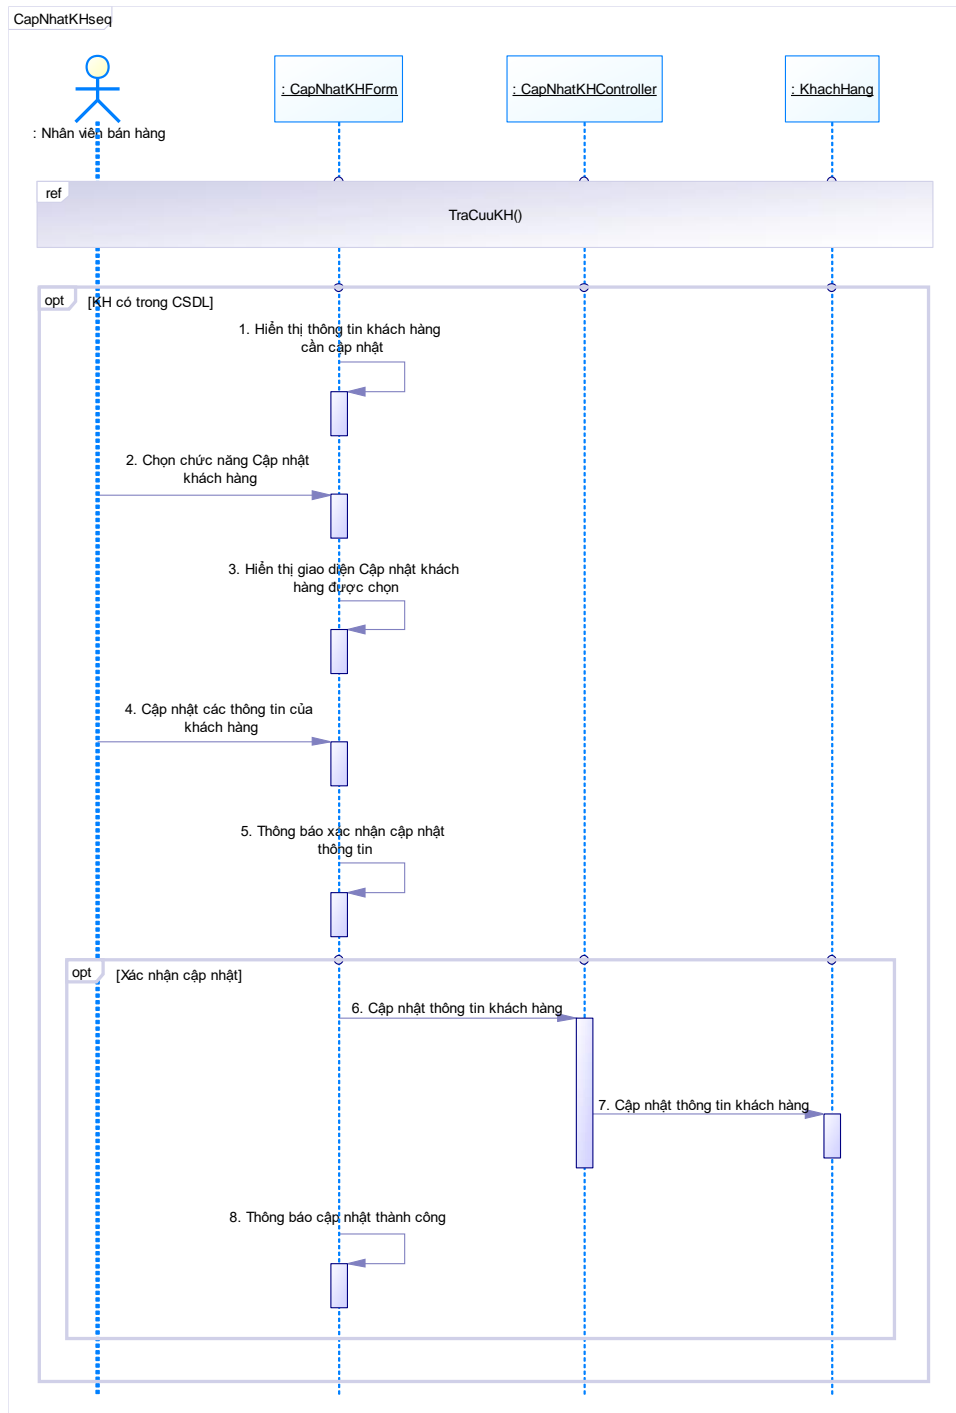 CapNhatKHseq
: Nhân viên bán hàng
: CapNhatKHForm
: CapNhatKHController
: KhachHang
ref
TraCuuKH()
opt
[KH có trong CSDL]
1. Hiển thị thông tin khách hàng
cần cập nhật
2. Chọn chức năng Cập nhật
khách hàng
3. Hiển thị giao diện Cập nhật khách
hàng được chọn
4. Cập nhật các thông tin của
khách hàng
5. Thông báo xác nhận cập nhật
thông tin
opt
[Xác nhận cập nhật]
6. Cập nhật thông tin khách hàng
7. Cập nhật thông tin khách hàng
8. Thông báo cập nhật thành công